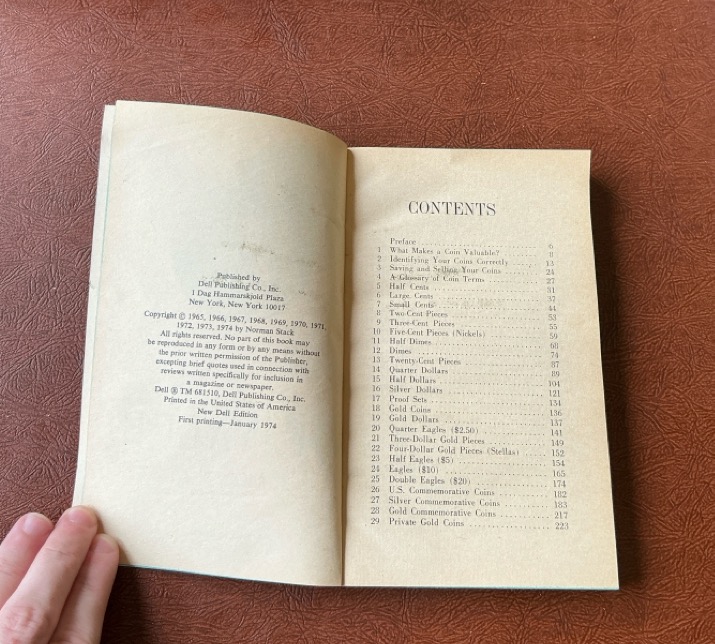 Published by
Dell Publishing Co., Inc.
1 Dag Hammarskjold Plaza
New York, New York 10017
Copyright © 1965, 1966, 1967, 1968, 1969, 1970, 1971,
1972, 1973, 1974 by Norman Stack
All rights reserved. No part of this book may
be reproduced in any form or by any means without
the prior written permission of the Publisher,
excepting brief quotes used in connection with
reviews written specifically for inclusion in
a magazine or newspaper.
Dell ® TM 681510, Dell Publishing Co., Inc.
Printed in the United States of America
New Dell Edition
First printing—January 1974
CONTENTS
Preface 6
1 What Makes a Coin Valuable? 8
2 Identifying Your Coins Correctly 13
3 Saving and Selling Your Coins 24
4 A Glossary of Coin Terms 27
5 Half Cents 31
6 Large Cents 37
7 Small Cents 44
8 Two-Cent Pieces 53
9 Three-Cent Pieces 55
10 Five-Cent Pieces (Nickels) 59
11 Half Dimes 68
12 Dimes 74
13 Twenty-Cent Pieces 87
14 Quarter Dollars 89
15 Half Dollars 104
16 Silver Dollars 121
17 Proof Sets 134
18 Gold Coins 136
19 Gold Dollars 137
20 Quarter Eagles ($2.50) 141
21 Three-Dollar Gold Pieces 149
22 Four-Dollar Gold Pieces (Stellas) 152
23 Half Eagles ($5) 154
24 Eagles ($10) 165
25 Double Eagles ($20) 174
26 U.S. Commemorative Coins 182
27 Silver Commemorative Coins 183
28 Gold Commemorative Coins 217
29 Private Gold Coins 223